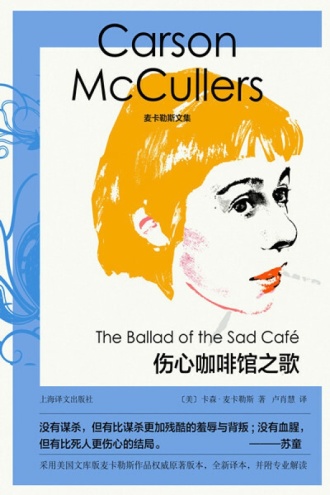 Carson
McCullers
麦卡勒斯文集
The Ballad of the Sad Café
伤心咖啡馆之歌
上海译文出版社
〔美〕卡森·麦卡勒斯 著 卢肖慧 译
没有谋杀，但有比谋杀更加残酷的羞辱与背叛；没有血腥，
但有比死人更伤心的结局。 ———苏童
采用美国文库版麦卡勒斯作品权威原著版本，全新译本，并附专业解读